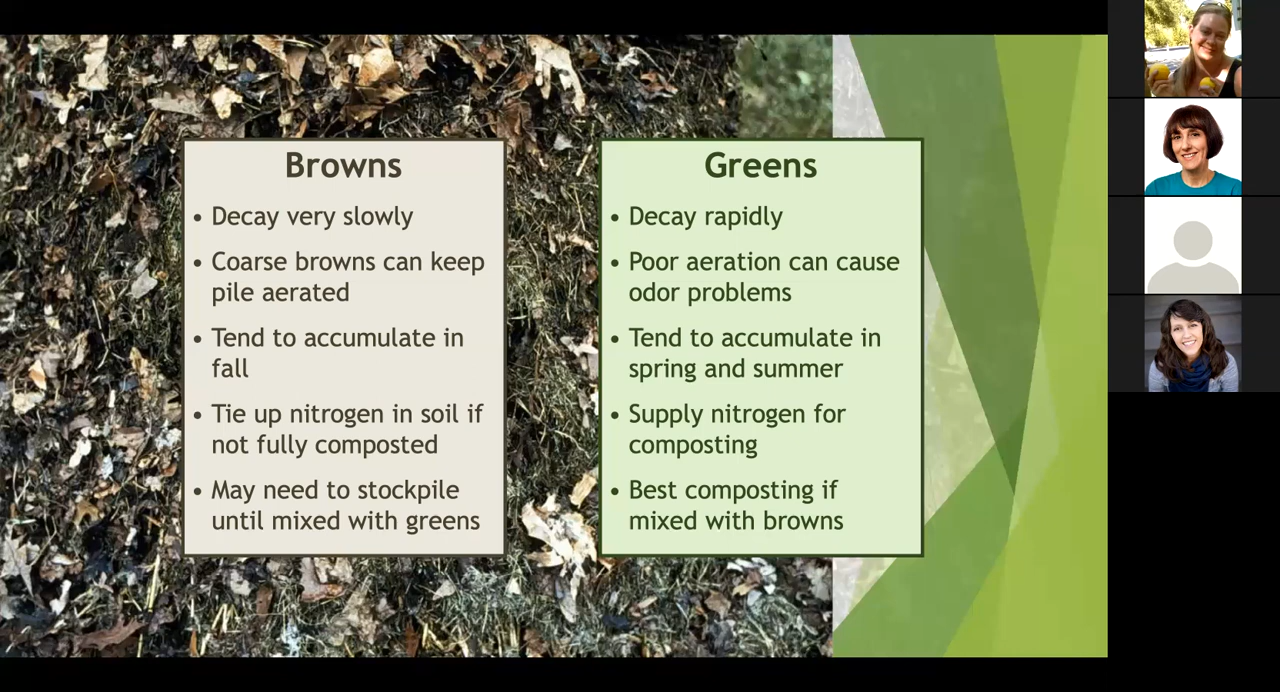 Browns
• Decay very slowly
• Coarse browns can keep
pile aerated
• Tend to accumulate in
fall
• Tie up nitrogen in soil if
not fully composted
• May need to stockpile
until mixed with greens
Greens
• Decay rapidly
• Poor aeration can cause
odor problems
• Tend to accumulate in
spring and summer
• Supply nitrogen for
composting
• Best composting if
mixed with browns